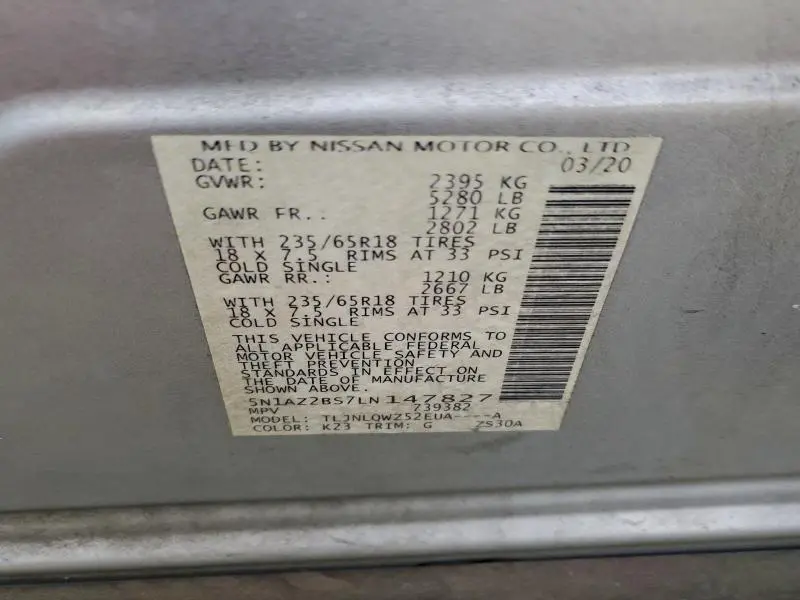 MFD BY NISSAN MOTOR CO., LTD
DATE: 03/20
GVWR: 2395 KG
5280 LB
GAWR FR.: 1271 KG
2802 LB
WITH 235/65R18 TIRES
18 X 7.5 RIMS AT 33 PSI
COLD SINGLE
GAWR RR.: 1210 KG
2667 LB
WITH 235/65R18 TIRES
18 X 7.5 RIMS AT 33 PSI
COLD SINGLE
THIS VEHICLE CONFORMS TO
ALL APPLICABLE FEDERAL
MOTOR VEHICLE SAFETY AND
THEFT PREVENTION
STANDARDS IN EFFECT ON
THE DATE OF MANUFACTURE
SHOWN ABOVE.
5N1AZ2BS7LN147827
MPV 739382
MODEL: TLJNLQWZ52EUA----A
COLOR: K23 TRIM: G ZS30A